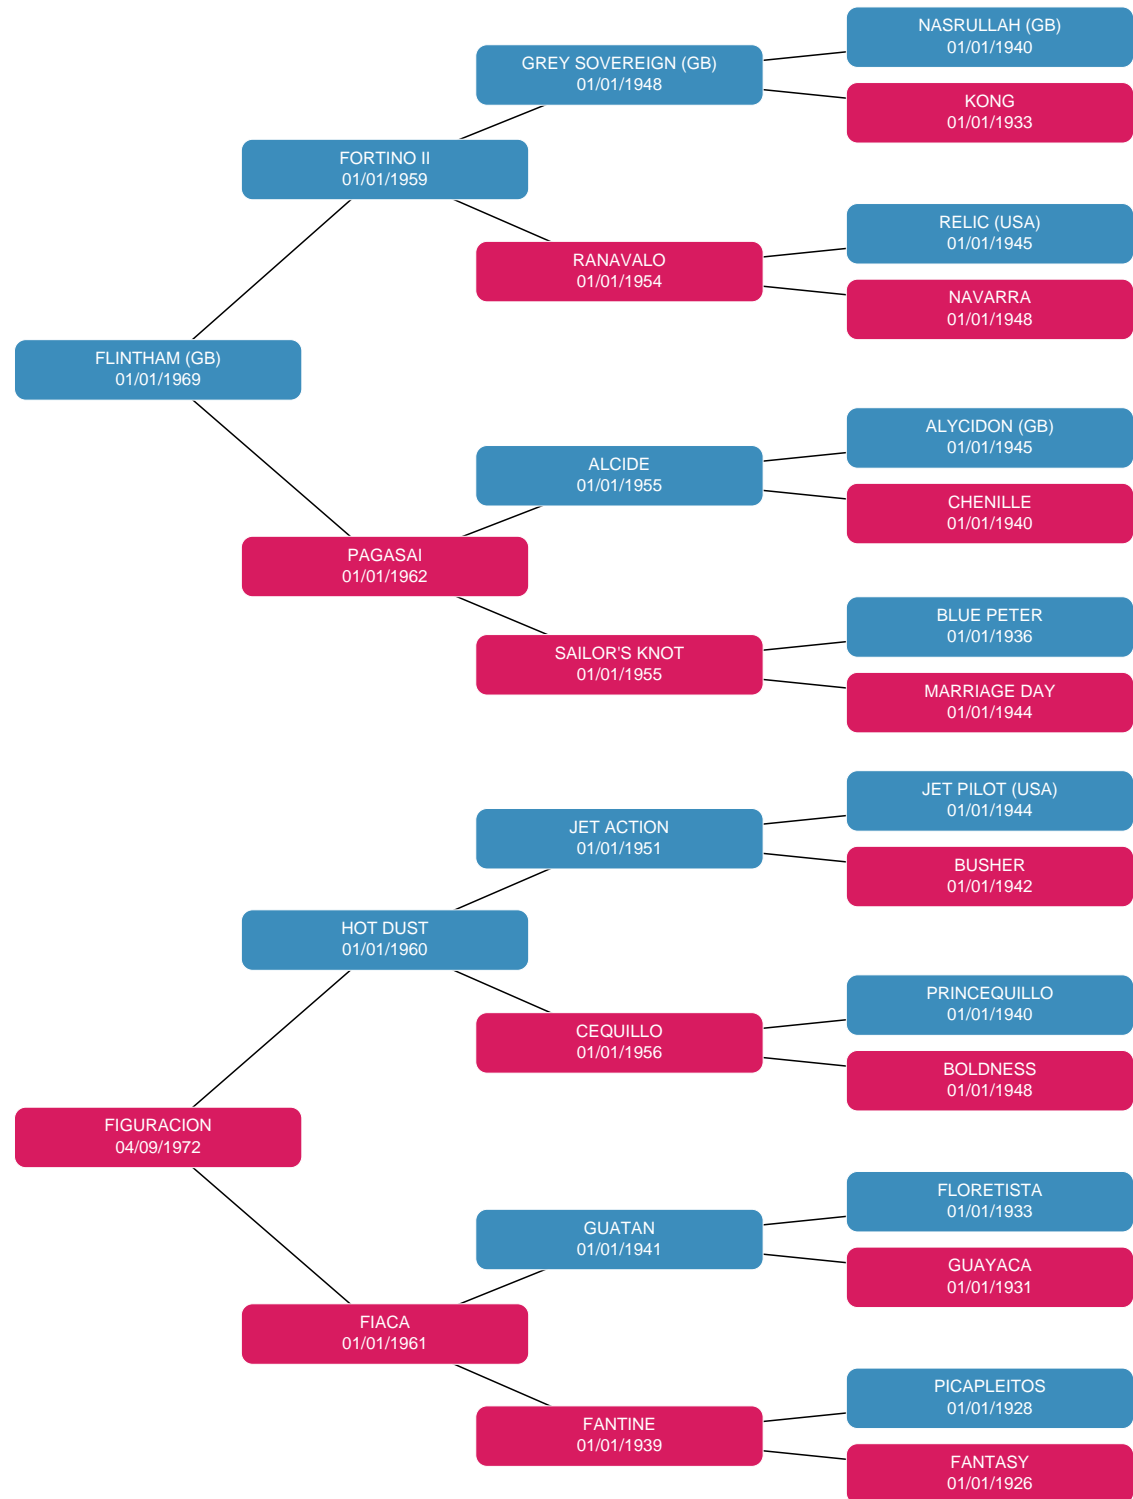 NASRULLAH (GB)
01/01/1940
GREY SOVEREIGN (GB)
01/01/1948
KONG
01/01/1933
FORTINO II
01/01/1959
RELIC (USA)
01/01/1945
RANAVALO
01/01/1954
NAVARRA
01/01/1948
FLINTHAM (GB)
01/01/1969
ALYCIDON (GB)
01/01/1945
ALCIDE
01/01/1955
CHENILLE
01/01/1940
PAGASAI
01/01/1962
BLUE PETER
01/01/1936
SAILOR'S KNOT
01/01/1955
MARRIAGE DAY
01/01/1944
JET PILOT (USA)
01/01/1944
JET ACTION
01/01/1951
BUSHER
01/01/1942
HOT DUST
01/01/1960
PRINCEQUILLO
01/01/1940
CEQUILLO
01/01/1956
BOLDNESS
01/01/1948
FIGURACION
04/09/1972
FLORETISTA
01/01/1933
GUATAN
01/01/1941
GUAYACA
01/01/1931
FIACA
01/01/1961
PICAPLEITOS
01/01/1928
FANTINE
01/01/1939
FANTASY
01/01/1926